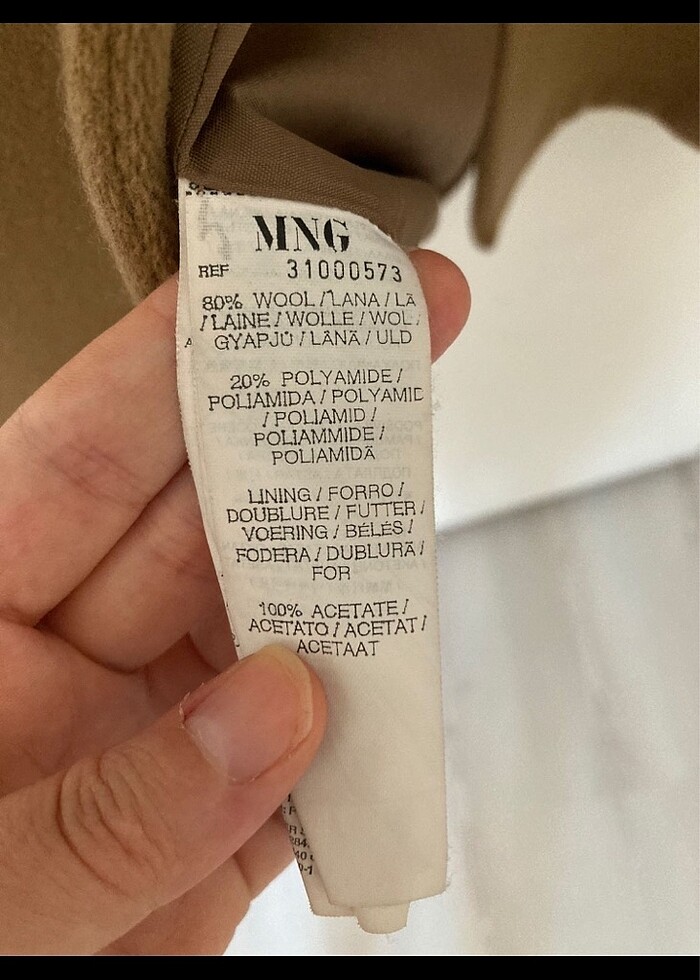 MNG
REF 31000573
80% WOOL / LANA / LÃ
/ LAINE / WOLLE / WOL /
GYAPJÚ / LÂNĂ / ULD
20% POLYAMIDE /
POLIAMIDA / POLYAMID
/ POLIAMID /
POLIAMMIDE /
POLIAMIDĂ
LINING / FORRO /
DOUBLURE / FUTTER /
VOERING / BÉLÉS /
FODERA / DUBLURĂ /
FOR
100% ACETATE /
ACETATO / ACETAT /
ACETAAT